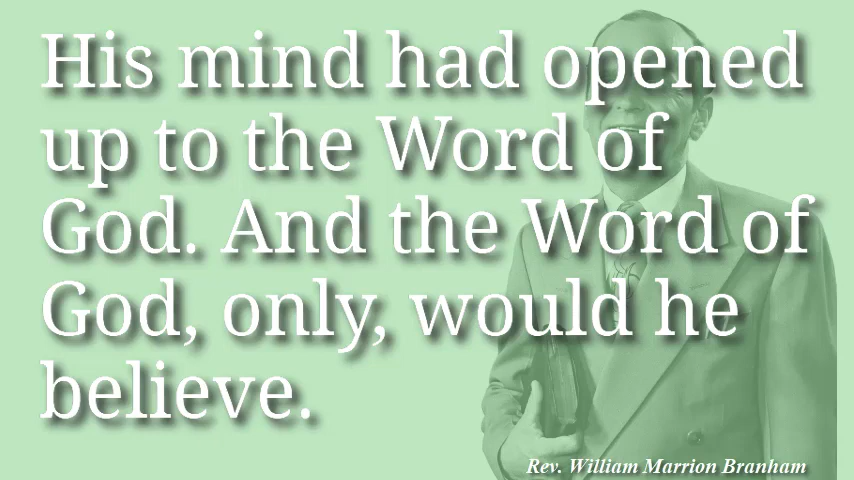 His mind had opened
up to the Word of
God. And the Word of
God, only, would he
believe.
Rev. William Marrion Branham